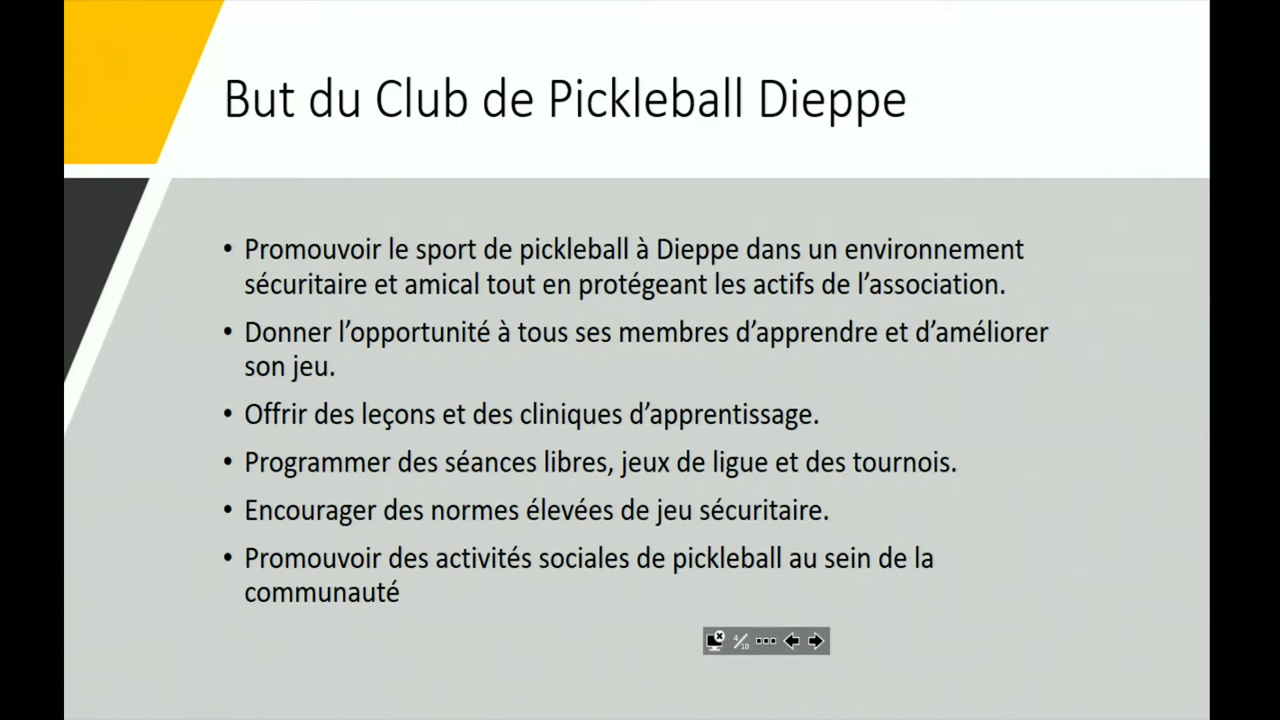 But du Club de Pickleball Dieppe
• Promouvoir le sport de pickleball à Dieppe dans un environnement
sécuritaire et amical tout en protégeant les actifs de l’association.
• Donner l’opportunité à tous ses membres d’apprendre et d’améliorer
son jeu.
• Offrir des leçons et des cliniques d’apprentissage.
• Programmer des séances libres, jeux de ligue et des tournois.
• Encourager des normes élevées de jeu sécuritaire.
• Promouvoir des activités sociales de pickleball au sein de la
communauté
4/10